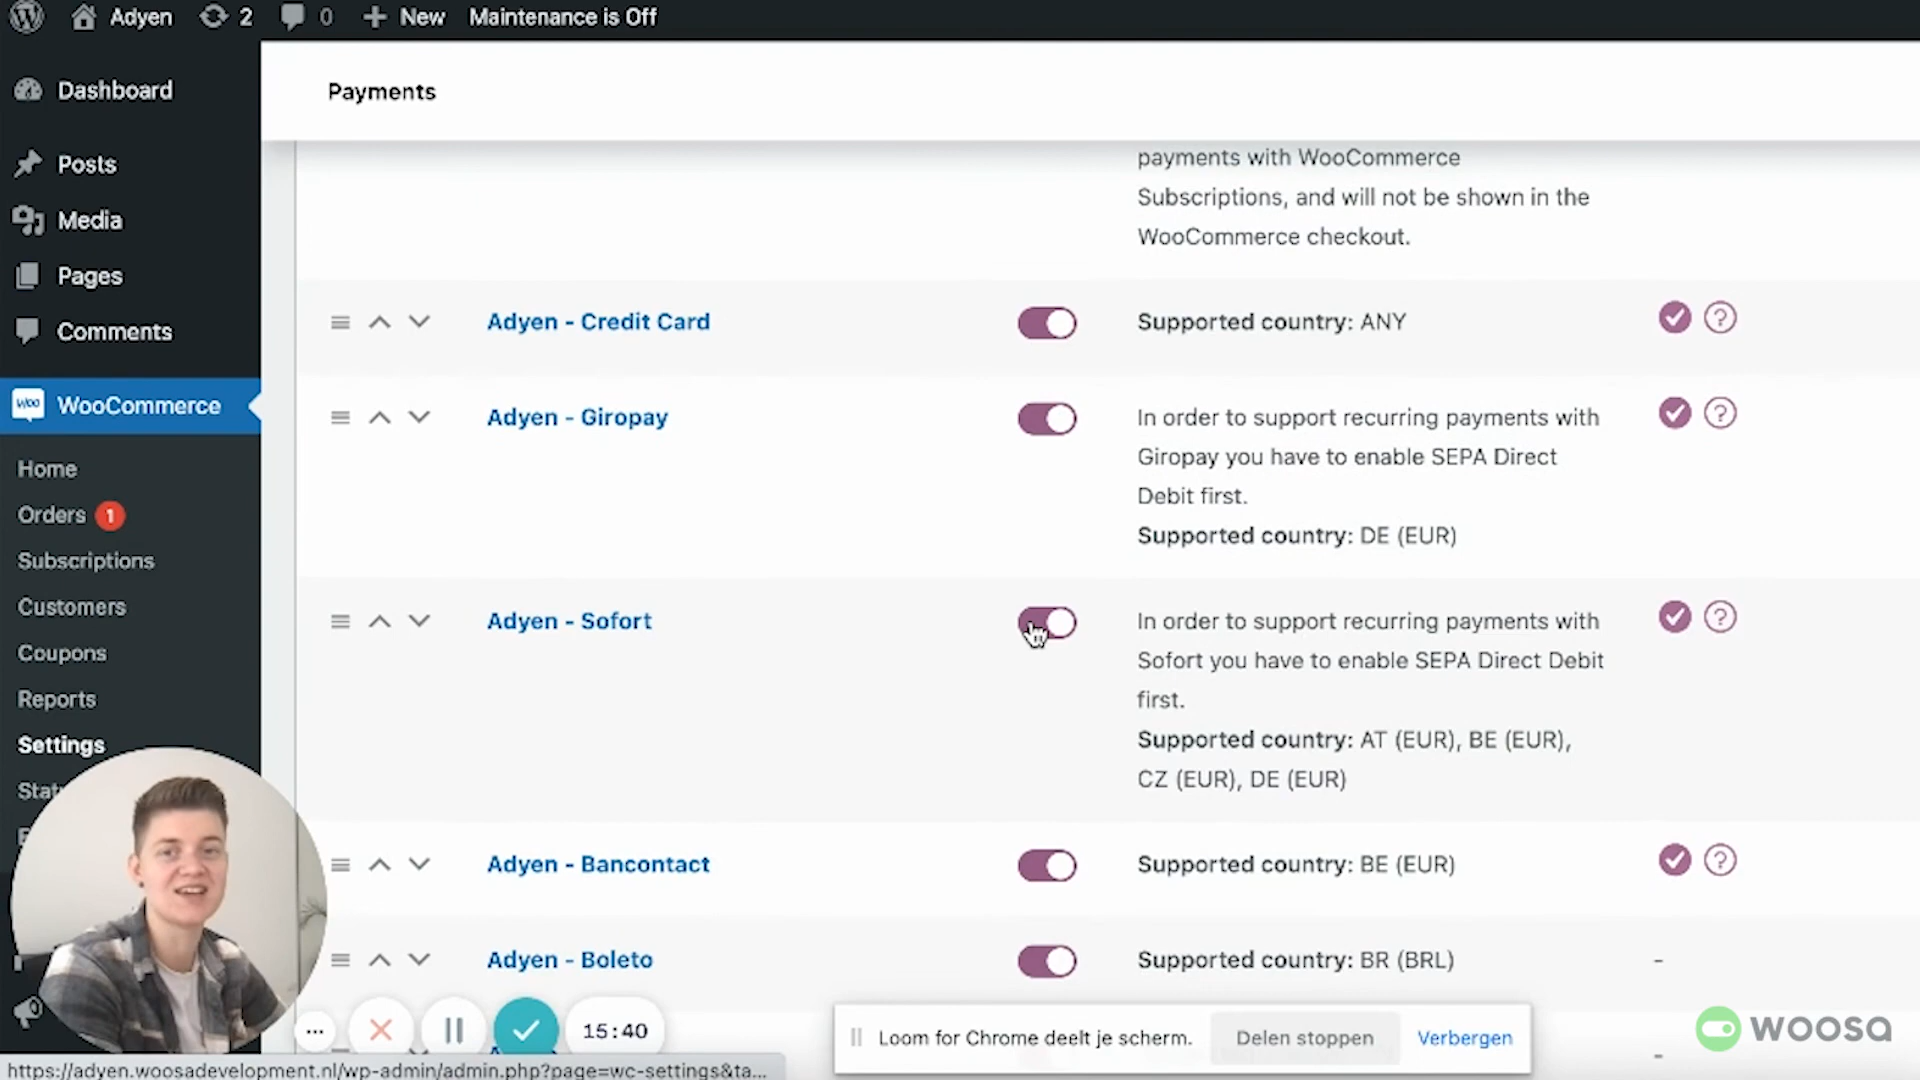 Adyen 2 0 New Maintenance is Off
Dashboard
Posts
Media
Pages
Comments
woo WooCommerce
Home
Orders 1
Subscriptions
Customers
Coupons
Reports
Settings
Payments
payments with WooCommerce
Subscriptions, and will not be shown in the
WooCommerce checkout.
Adyen - Credit Card
Supported country: ANY
?
Adyen - Giropay
In order to support recurring payments with
Giropay you have to enable SEPA Direct
Debit first.
Supported country: DE (EUR)
?
Adyen - Sofort
In order to support recurring payments with
Sofort you have to enable SEPA Direct Debit
first.
Supported country: AT (EUR), BE (EUR),
CZ (EUR), DE (EUR)
?
Adyen - Bancontact
Supported country: BE (EUR)
?
Adyen - Boleto
Supported country: BR (BRL)
-
-
15:40
Loom for Chrome deelt je scherm.
Delen stoppen
Verbergen
woosa
https://adyen.woosadevelopment.nl/wp-admin/admin.php?page=wc-settings&ta...